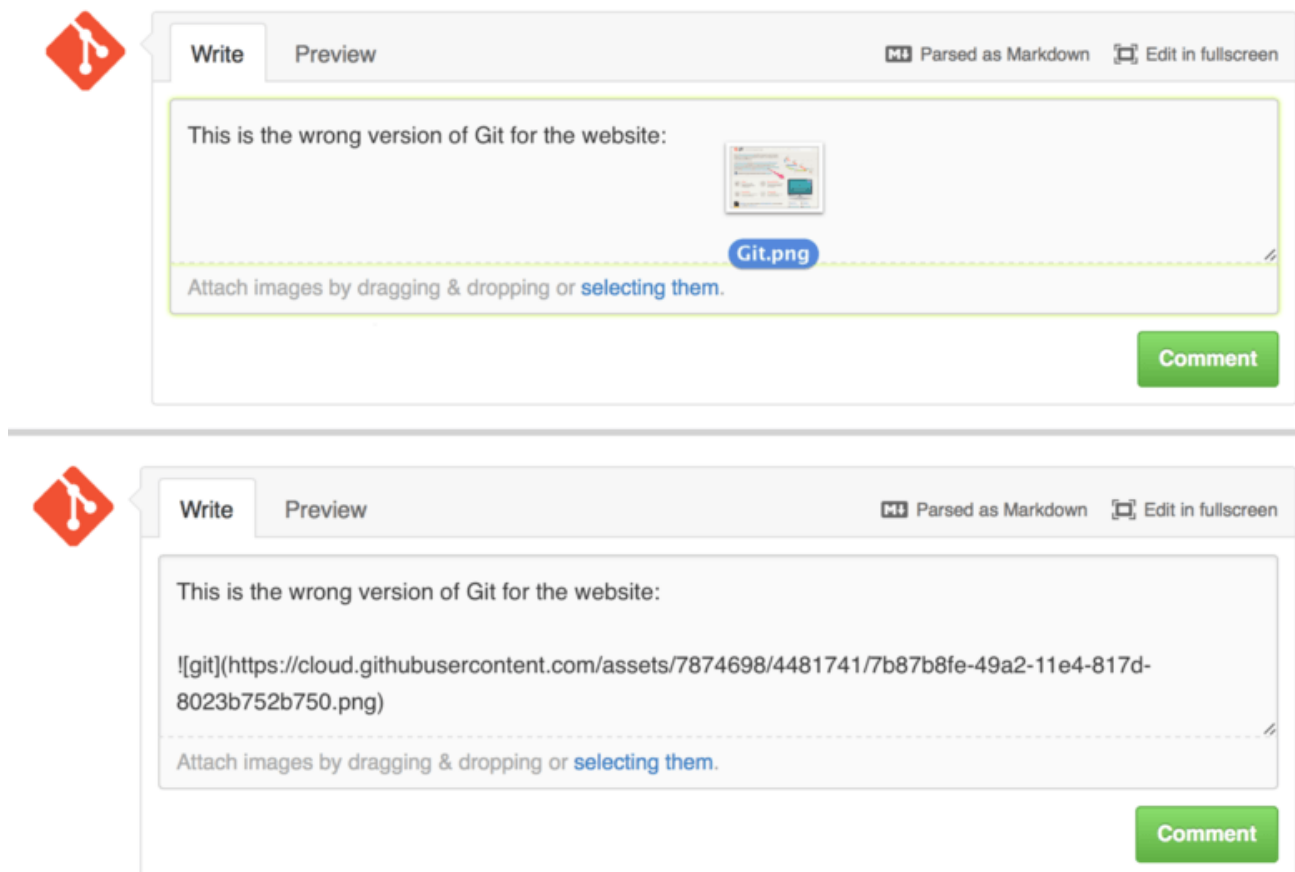 Write Preview Parsed as Markdown Edit in fullscreen
This is the wrong version of Git for the website:
Git.png
Attach images by dragging & dropping or selecting them.
Comment
Write Preview Parsed as Markdown Edit in fullscreen
This is the wrong version of Git for the website:
![git](https://cloud.githubusercontent.com/assets/7874698/4481741/7b87b8fe-49a2-11e4-817d-
8023b752b750.png)
Attach images by dragging & dropping or selecting them.
Comment